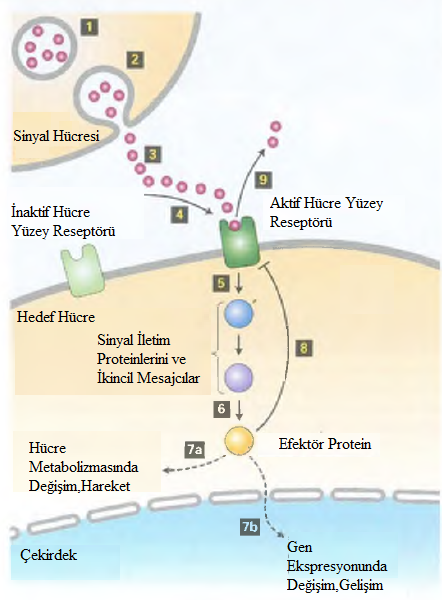 1
2
Sinyal Hücresi
3
İnaktif Hücre
Yüzey Reseptörü
4
9
Aktif Hücre Yüzey
Reseptörü
5
Hedef Hücre
Sinyal İletim
Proteinlerini ve
İkincil Mesajcılar
8
6
7a
Efektör Protein
Hücre
Metabolizmasında
Değişim,Hareket
7b
Çekirdek
Gen
Ekspresyonunda
Değişim,Gelişim